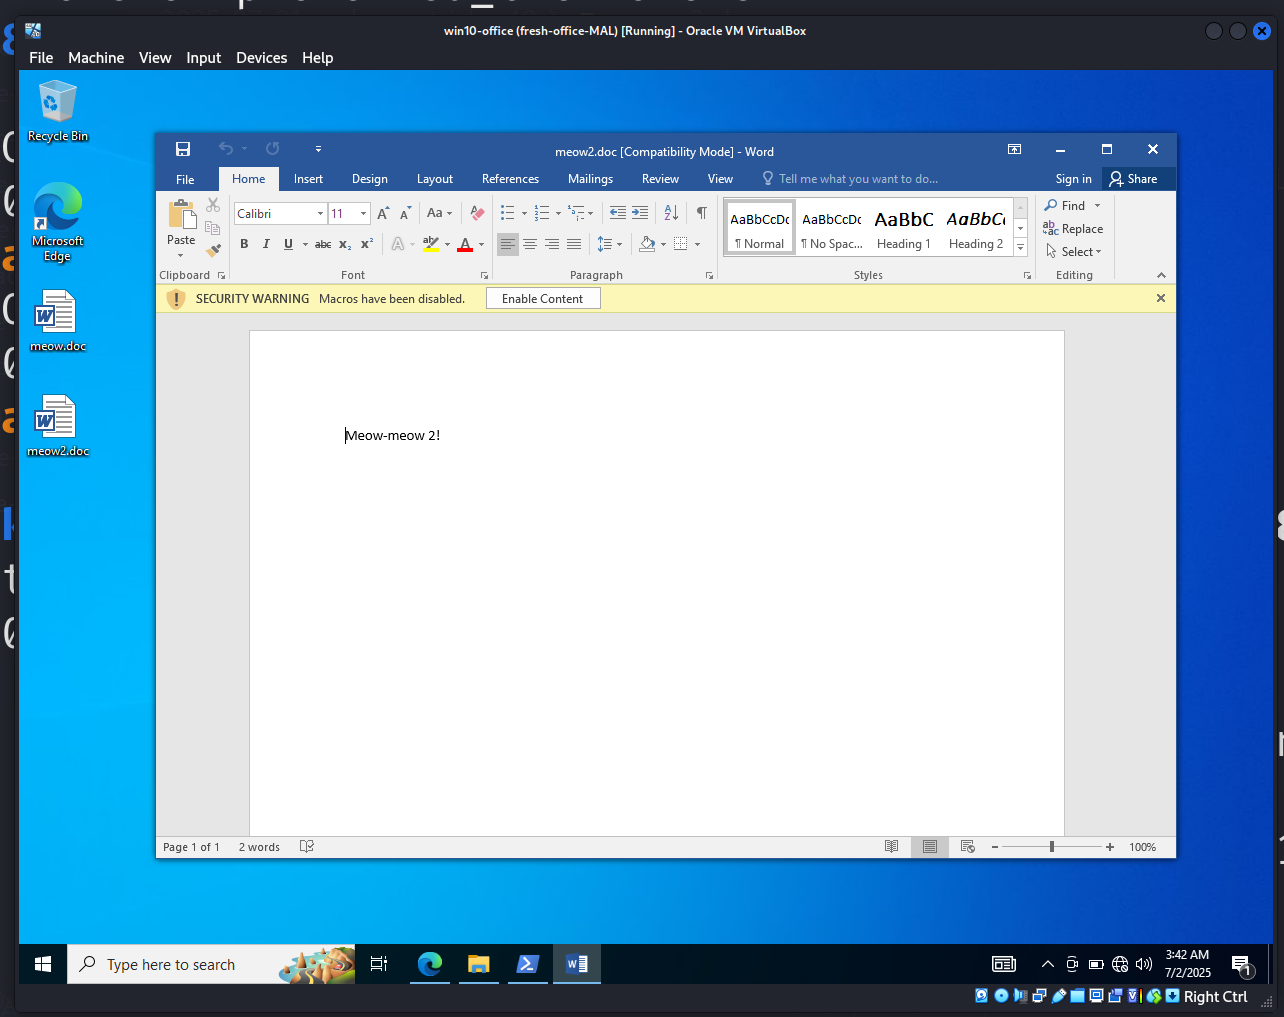 win10-office (fresh-office-MAL) [Running] - Oracle VM VirtualBox
File Machine View Input Devices Help
Recycle Bin
Microsoft Edge
meow.doc
meow2.doc
meow2.doc [Compatibility Mode] - Word
File Home Insert Design Layout References Mailings Review View Tell me what you want to do... Sign in Share
Paste
Calibri 11 Aa
B I U abc x₂ x² A ab A
AaBbCcDc AaBbCcDc AaBbC AaBbCc
¶ Normal ¶ No Spac... Heading 1 Heading 2
Find
Replace
Select
Clipboard Font Paragraph Styles Editing
SECURITY WARNING Macros have been disabled. Enable Content
Meow-meow 2!
Page 1 of 1 2 words 100%
Type here to search
3:42 AM
7/2/2025
1
Right Ctrl